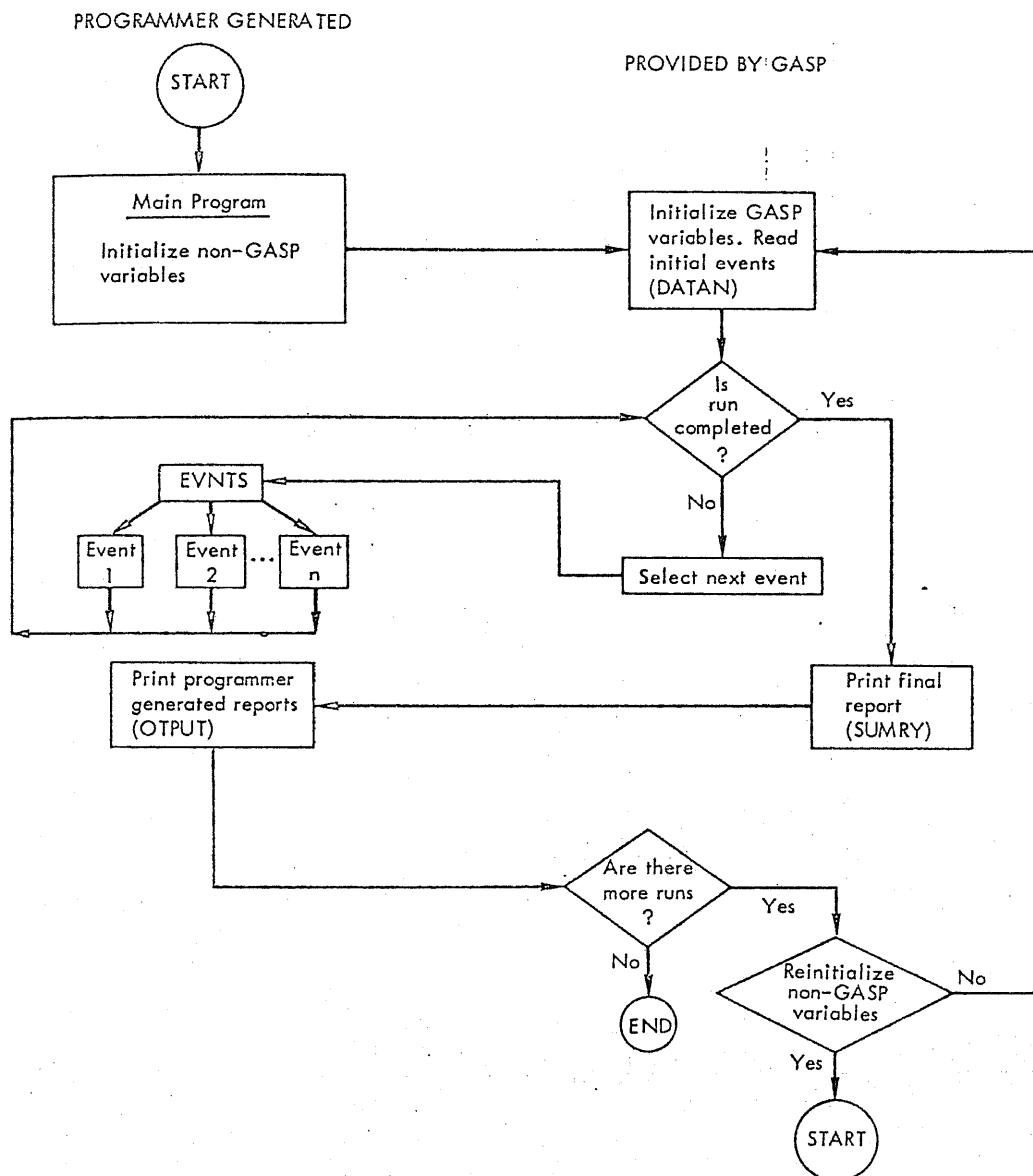 PROGRAMMER GENERATED
PROVIDED BY GASP
START
Main Program
Initialize non-GASP
variables
Initialize GASP
variables. Read
initial events
(DATAN)
Is
run
completed
?
Yes
No
EVNTS
Event
1
Event
2
...
Event
n
Select next event
Print programmer
generated reports
(OTPUT)
Print final
report
(SUMRY)
Are there
more runs
?
Yes
No
END
Reinitialize
non-GASP
variables
No
Yes
START